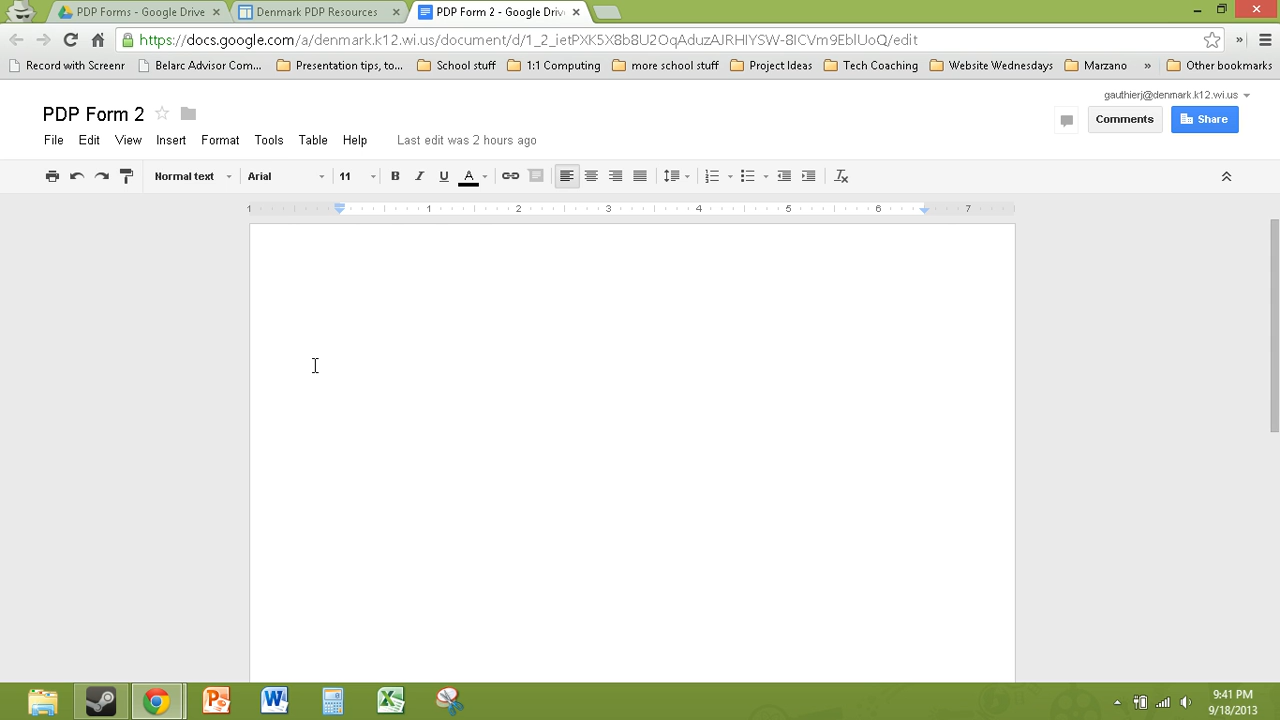 PDP Forms - Google Drive
Denmark PDP Resources
PDP Form 2 - Google Driv
https://docs.google.com/a/denmark.k12.wi.us/document/d/1_2_jetPXK5X8b8U2OqAduzAJRHIYSW-8ICVm9EbIUoQ/edit
Record with Screenr
Belarc Advisor Com...
Presentation tips, to...
School stuff
1:1 Computing
more school stuff
Project Ideas
Tech Coaching
Website Wednesdays
Marzano
»
Other bookmarks
gauthierj@denmark.k12.wi.us
PDP Form 2
Comments
Share
File Edit View Insert Format Tools Table Help Last edit was 2 hours ago
Normal text Arial 11 B I U A
1 1 2 3 4 5 6 7
9:41 PM
9/18/2013